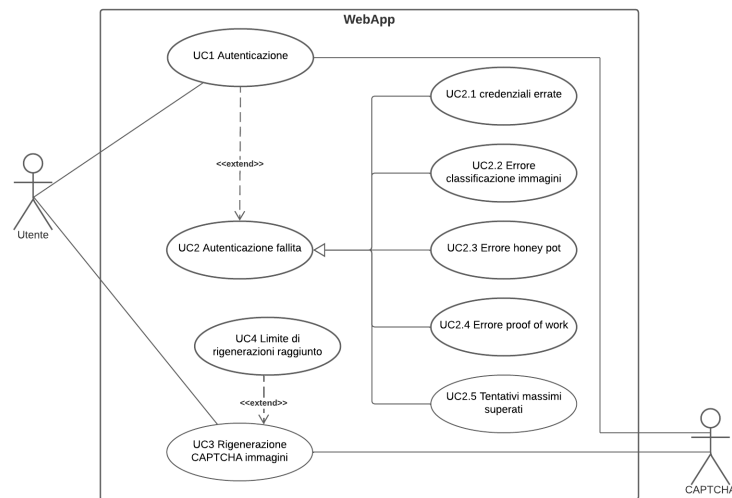 WebApp
UC1 Autenticazione
UC2.1 credenziali errate
<<extend>>
UC2.2 Errore
classificazione immagini
Utente
UC2 Autenticazione fallita
UC2.3 Errore honey pot
UC2.4 Errore proof of work
UC4 Limite di
rigenerazioni raggiunto
<<extend>>
UC2.5 Tentativi massimi
superati
UC3 Rigenerazione
CAPTCHA immagini
CAPTCHA